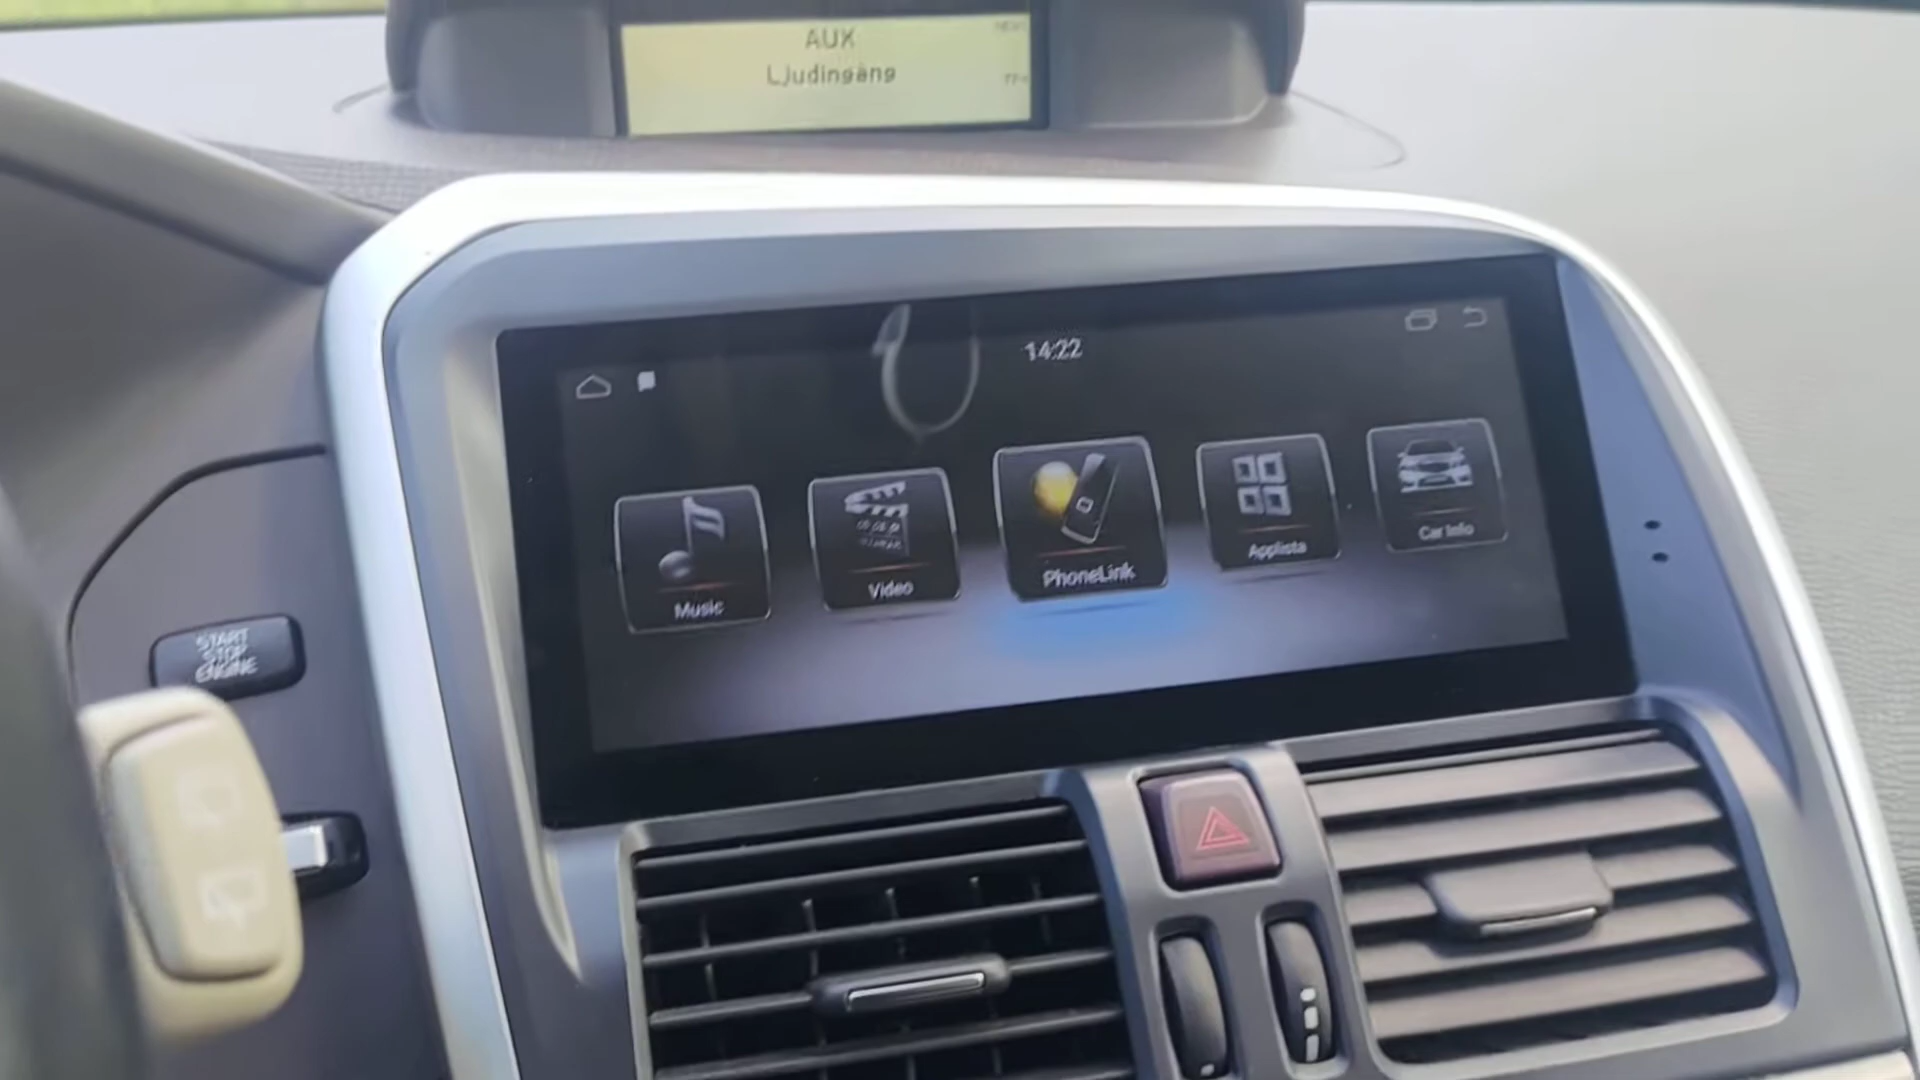 AUX
Ljudingång
14:22
Music
Video
PhoneLink
Applista
Car Info
START
STOP
ENGINE